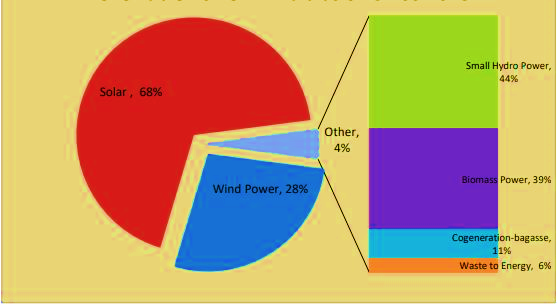 Solar , 68%
Other,
4%
Wind Power, 28%
Small Hydro Power,
44%
Biomass Power, 39%
Cogeneration-bagasse,
11%
Waste to Energy, 6%